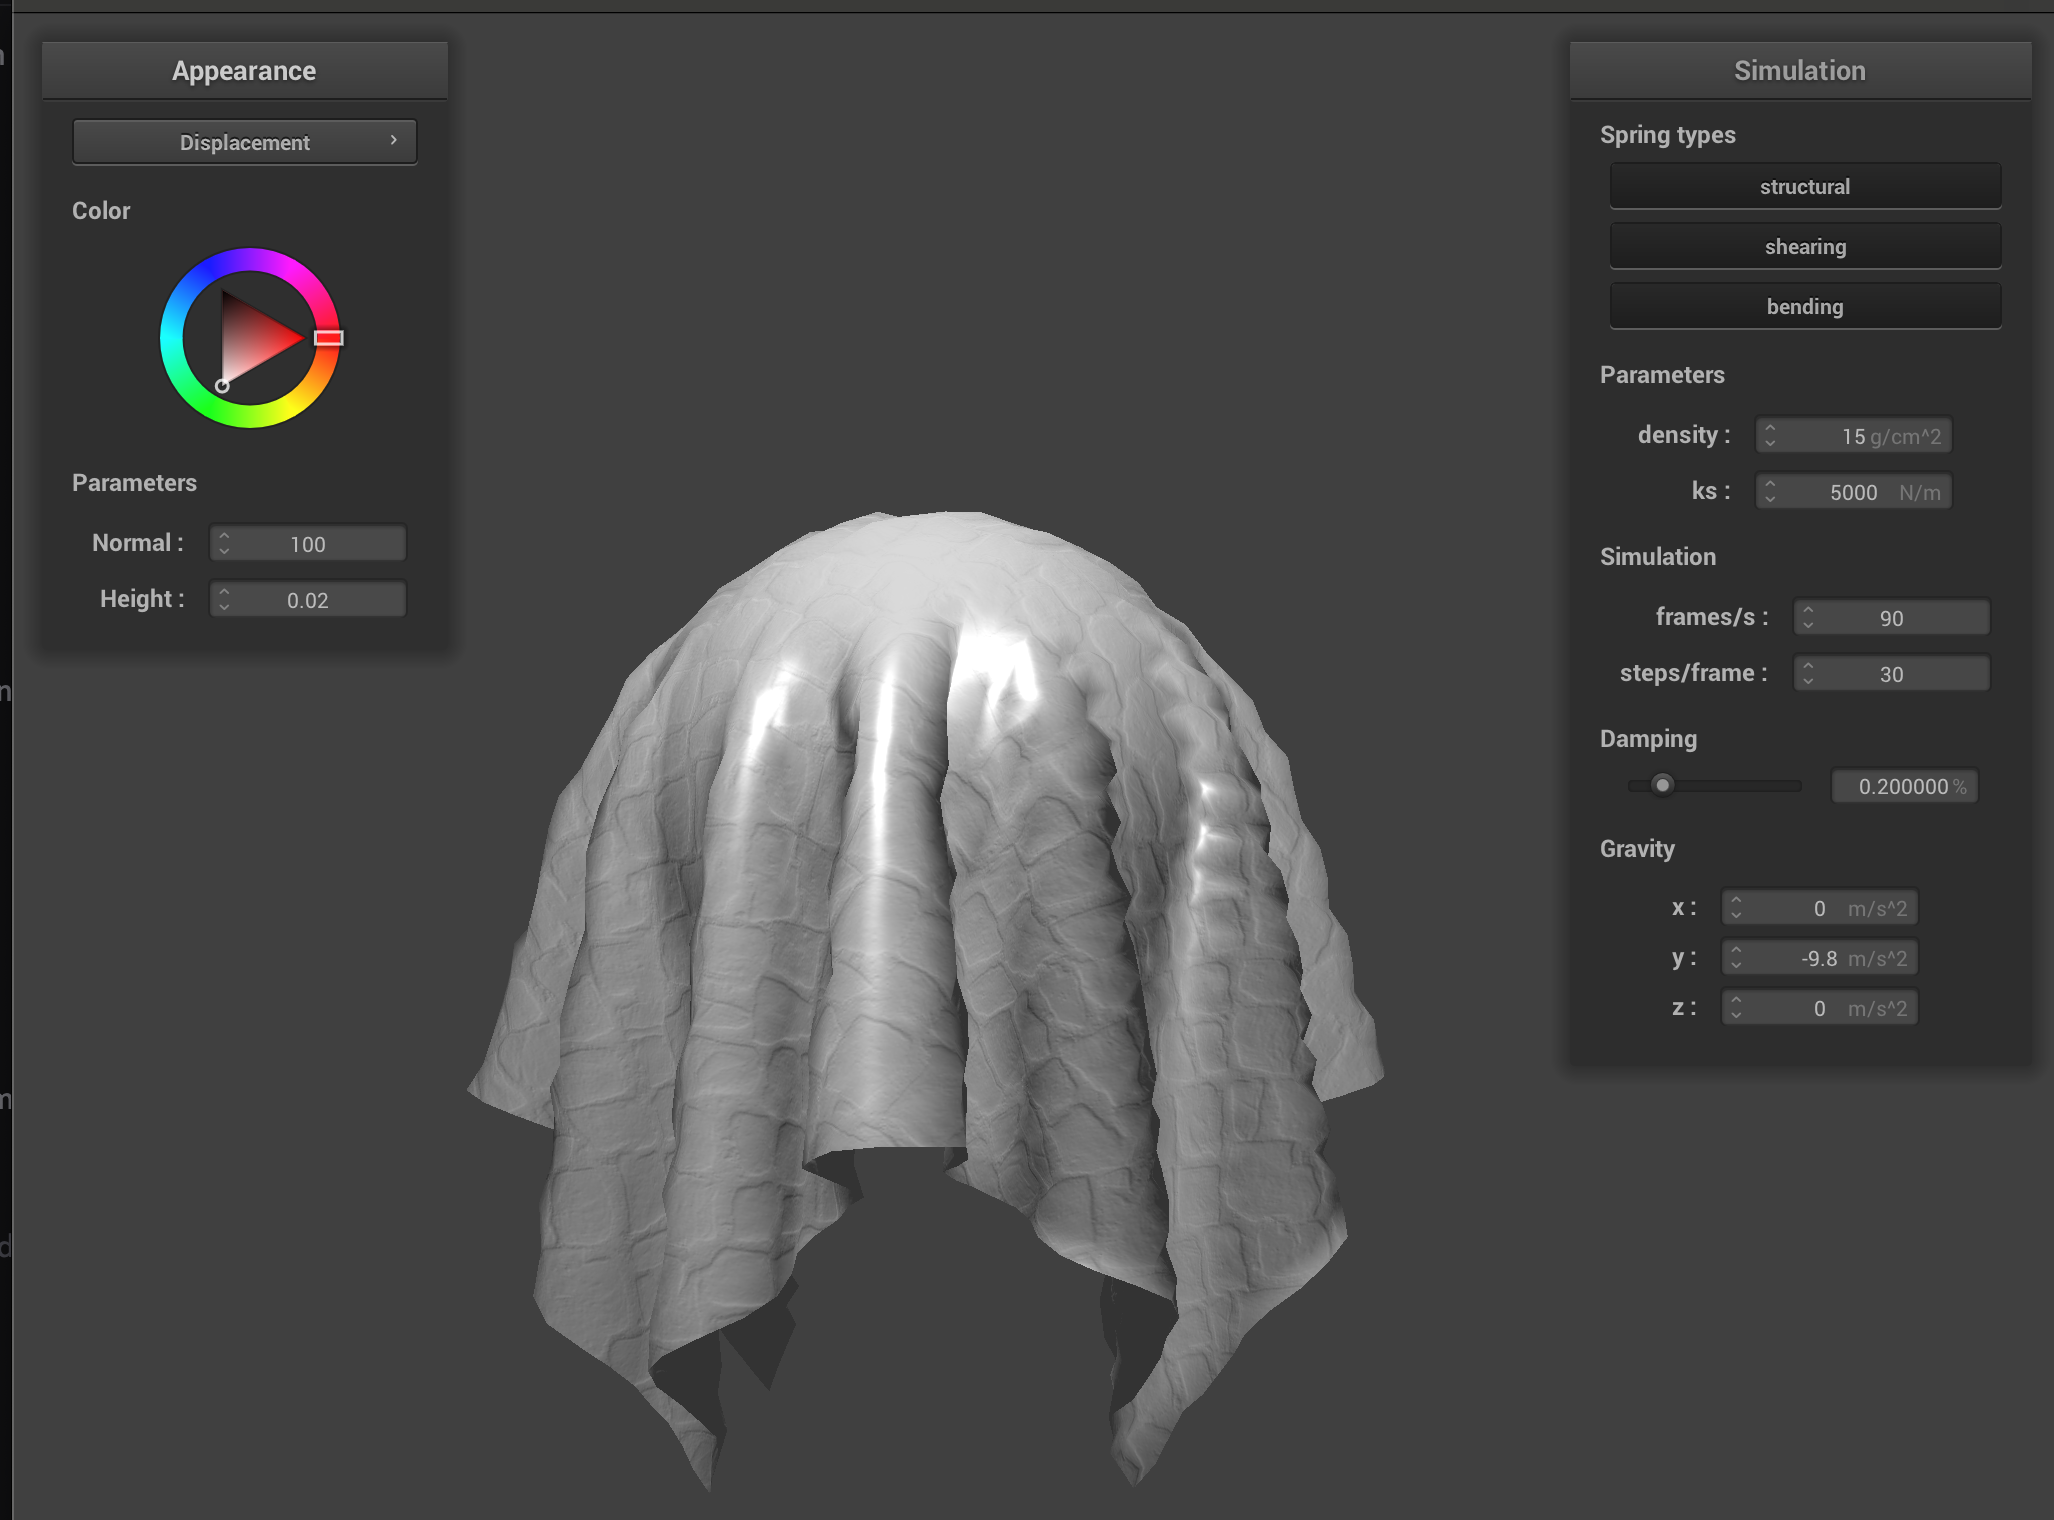 Appearance
Displacement
Color
Parameters
Normal : 100
Height : 0.02
Simulation
Spring types
structural
shearing
bending
Parameters
density : 15 g/cm^2
ks : 5000 N/m
Simulation
frames/s : 90
steps/frame : 30
Damping
0.200000 %
Gravity
x : 0 m/s^2
y : -9.8 m/s^2
z : 0 m/s^2